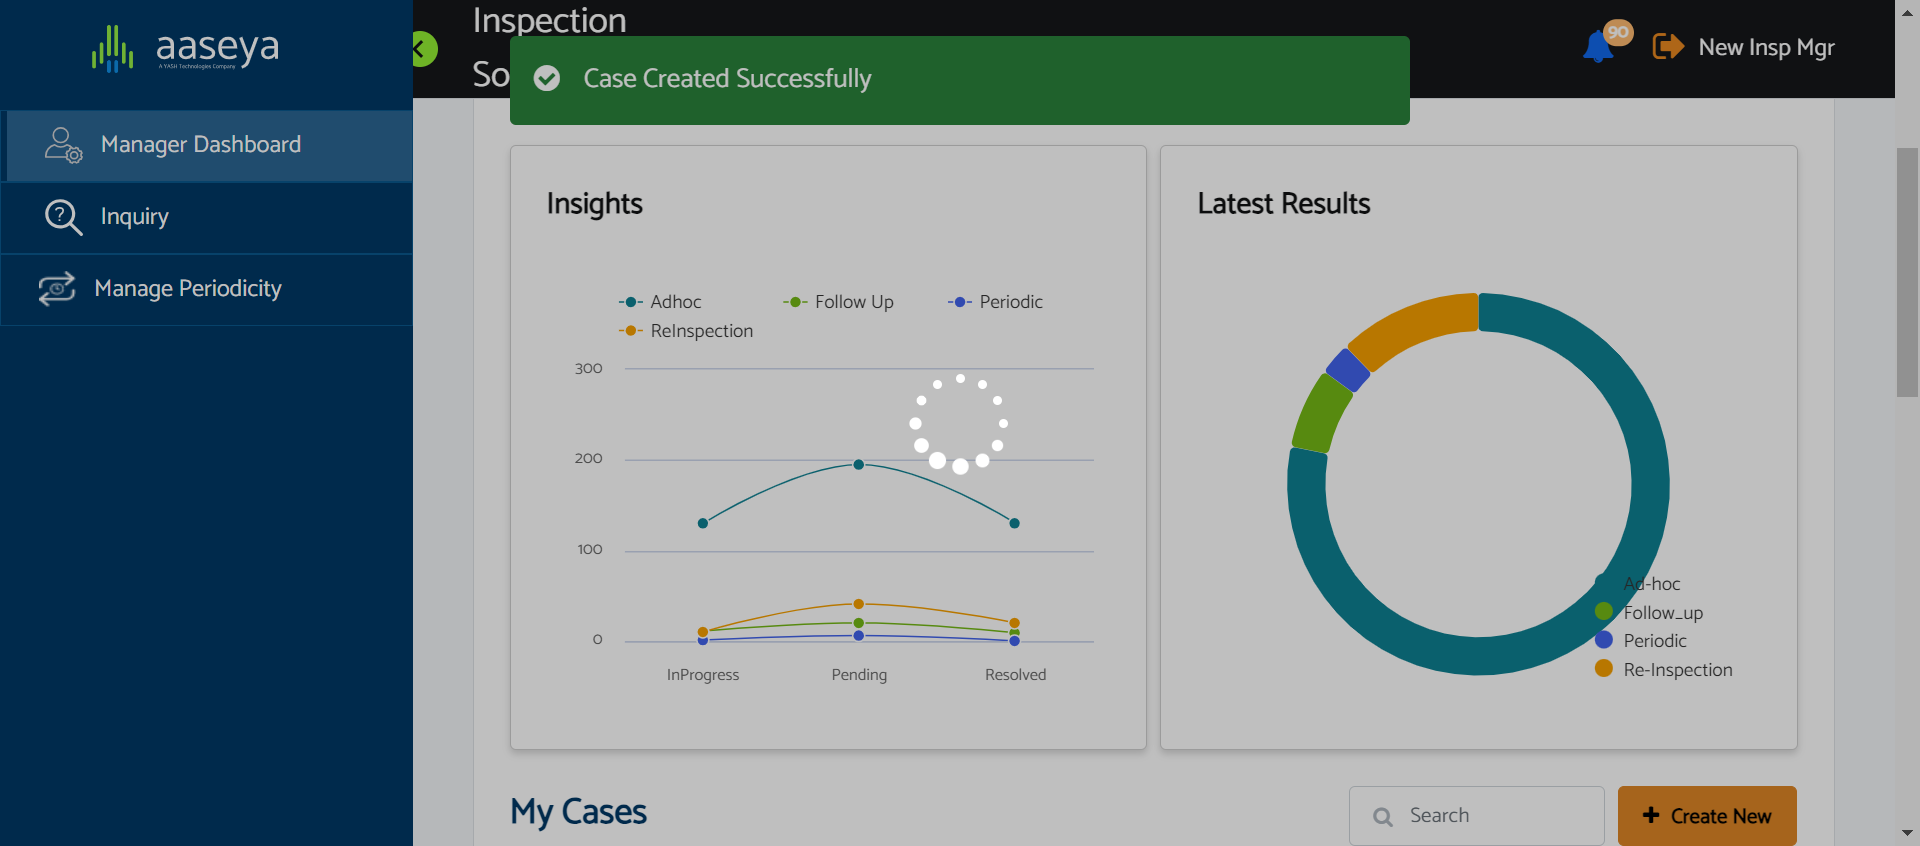 aaseya
A YASH Technologies Company
Manager Dashboard
Inquiry
Manage Periodicity
Inspection
So
Case Created Successfully
90
New Insp Mgr
Insights
Adhoc
Follow Up
Periodic
ReInspection
300
200
100
0
InProgress
Pending
Resolved
Latest Results
Ad-hoc
Follow_up
Periodic
Re-Inspection
My Cases
Search
+ Create New